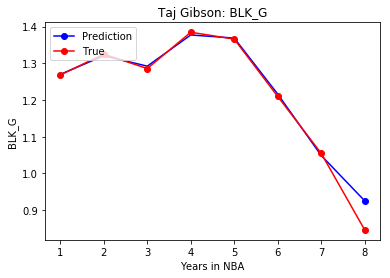 Taj Gibson: BLK_G
Prediction
True
BLK_G
1.4
1.3
1.2
1.1
1.0
0.9
1 2 3 4 5 6 7 8
Years in NBA